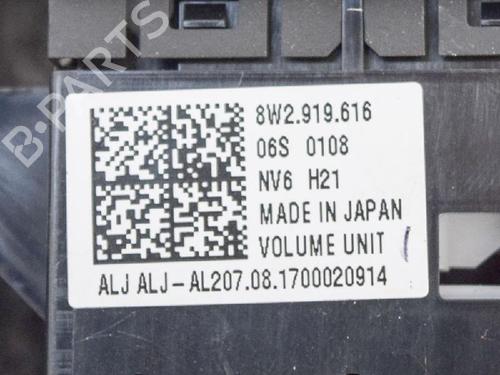 B-PARTS
8W2.919.616
06S 0108
NV6 H21
MADE IN JAPAN
VOLUME UNIT
ALJ ALJ-AL207.08.1700020914